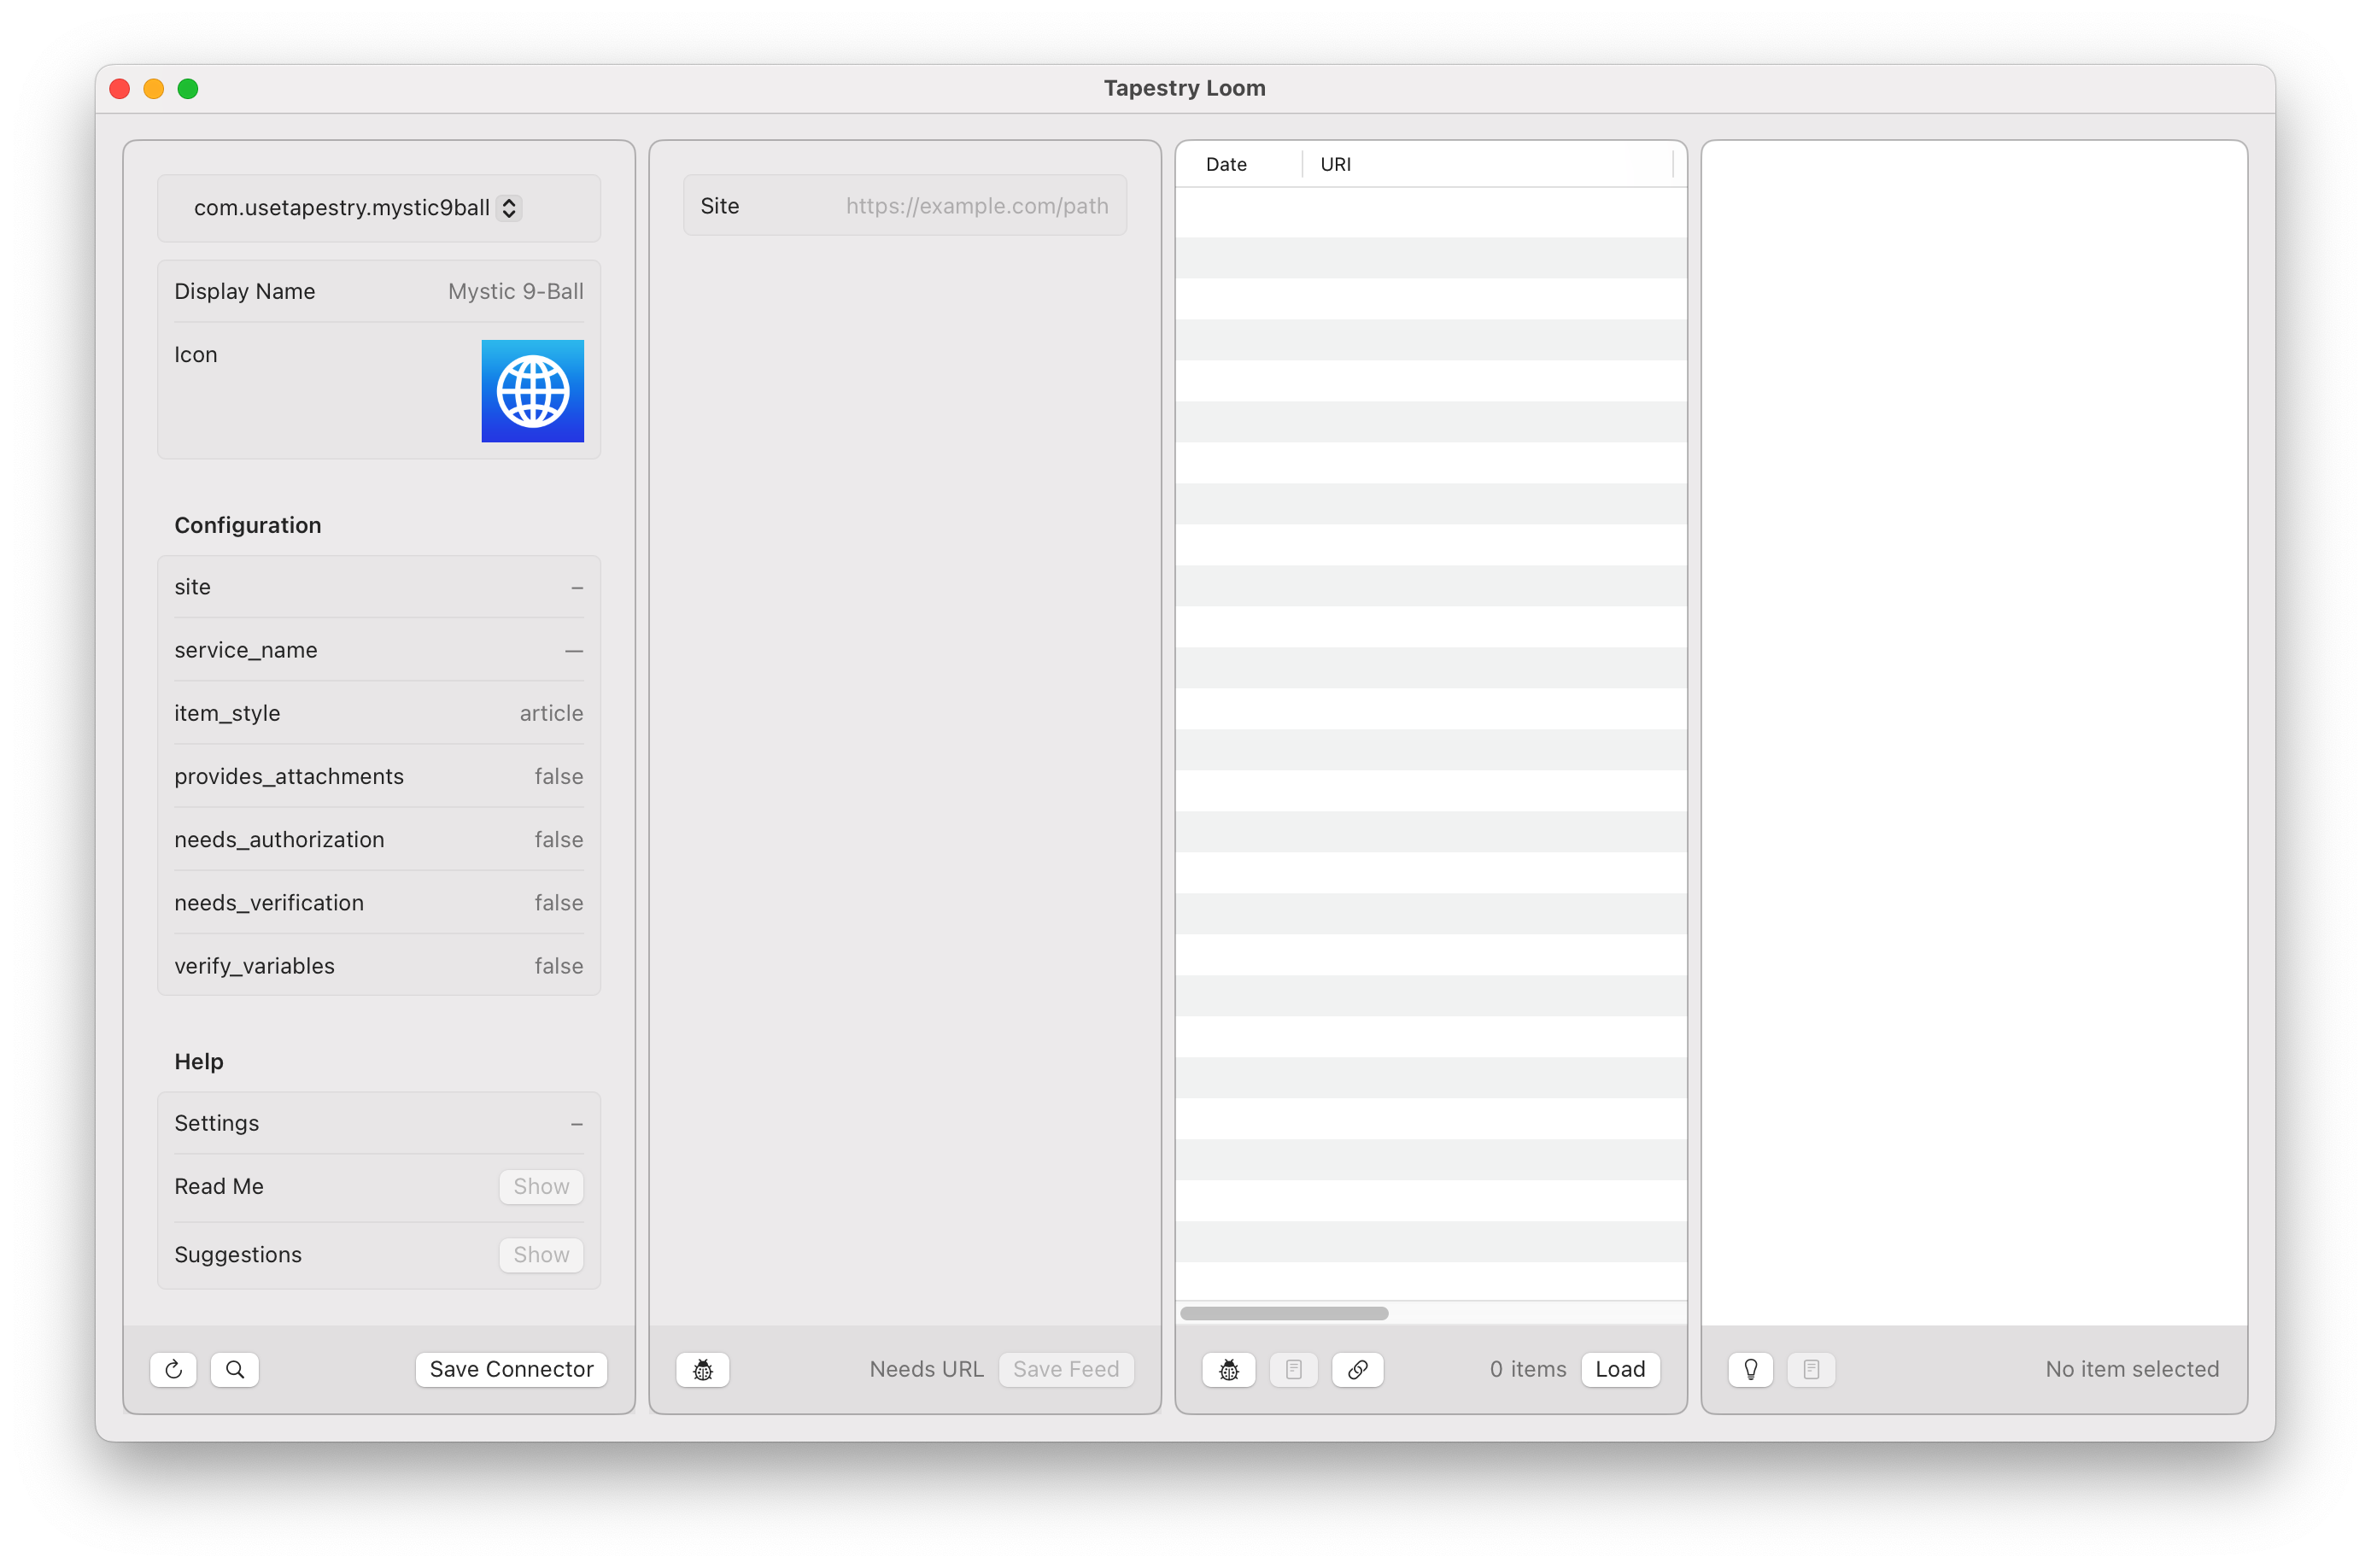 Tapestry Loom
com.usetapestry.mystic9ball
Display Name Mystic 9-Ball
Icon
Configuration
site –
service_name —
item_style article
provides_attachments false
needs_authorization false
needs_verification false
verify_variables false
Help
Settings –
Read Me Show
Suggestions Show
Save Connector
Site https://example.com/path
Needs URL Save Feed
Date URI
0 items Load
No item selected